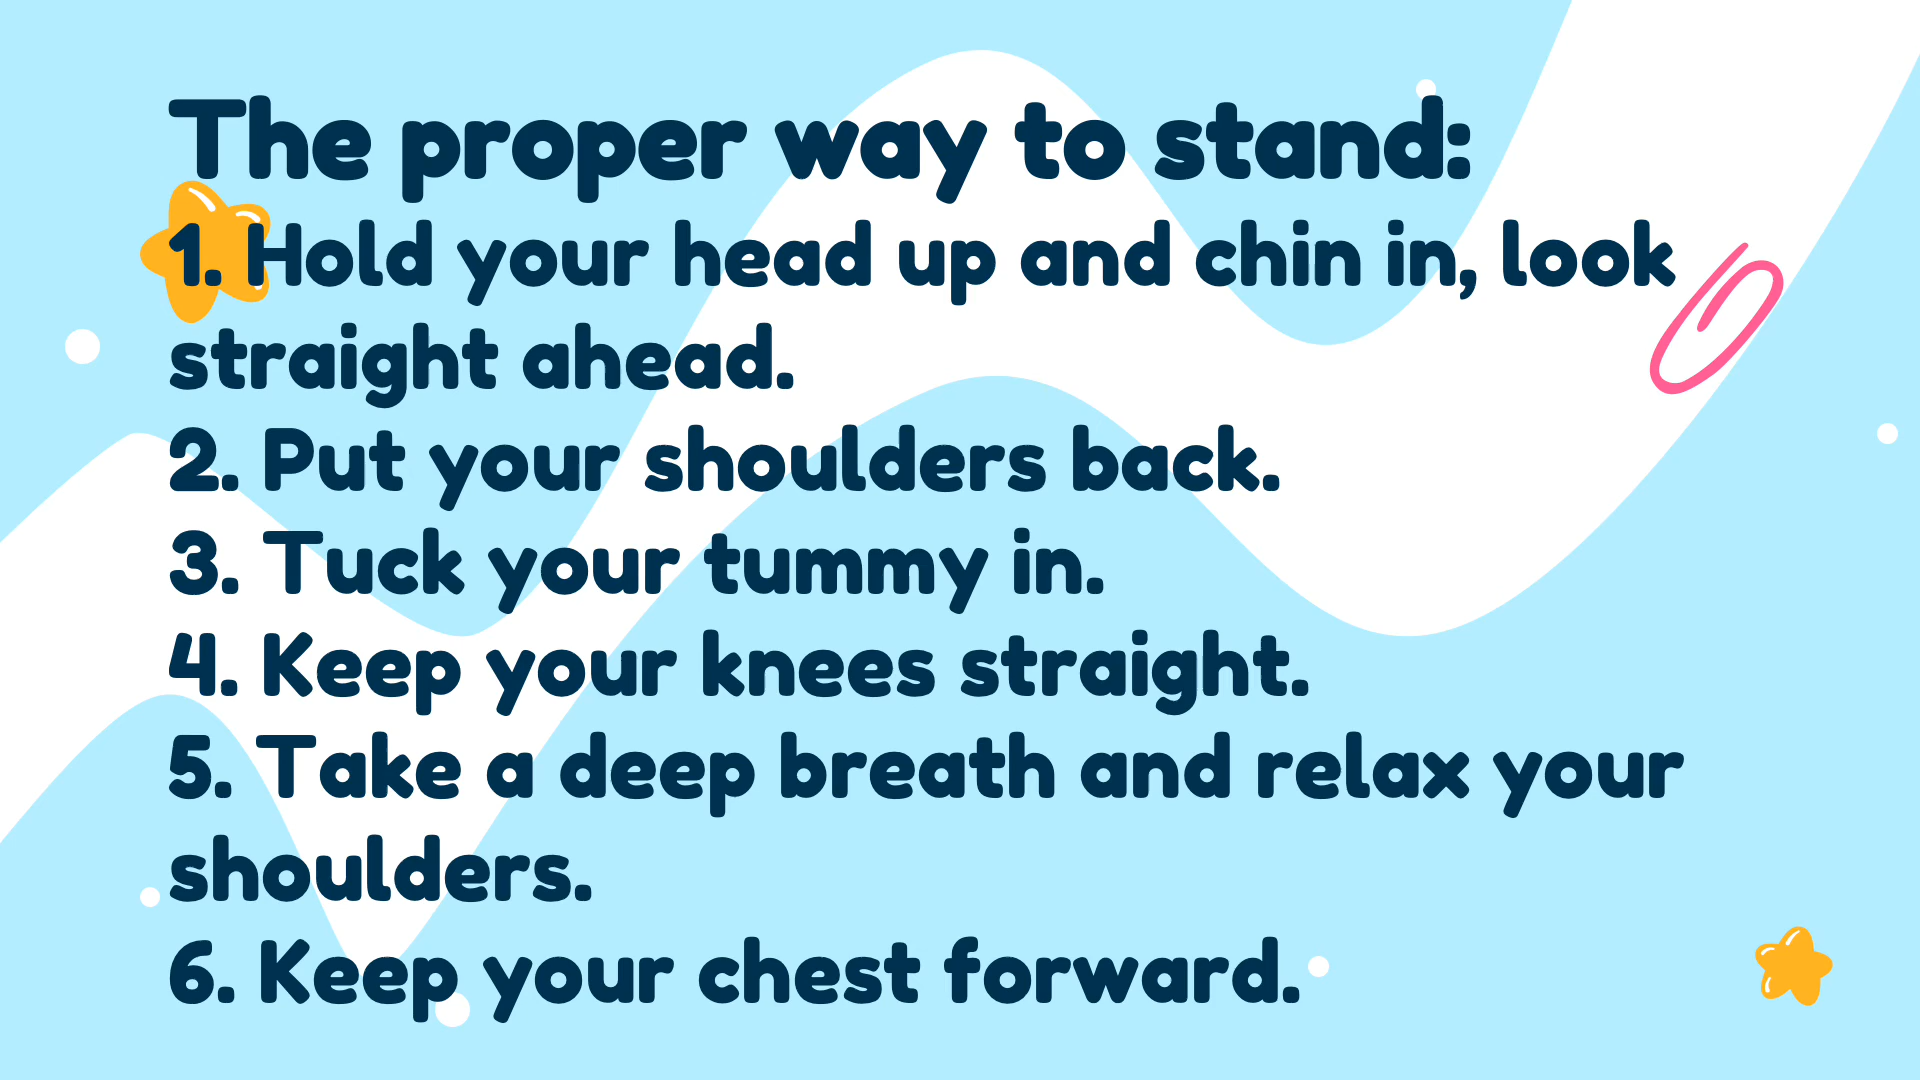 The proper way to stand:
1. Hold your head up and chin in, look
straight ahead.
2. Put your shoulders back.
3. Tuck your tummy in.
4. Keep your knees straight.
5. Take a deep breath and relax your
shoulders.
6. Keep your chest forward.